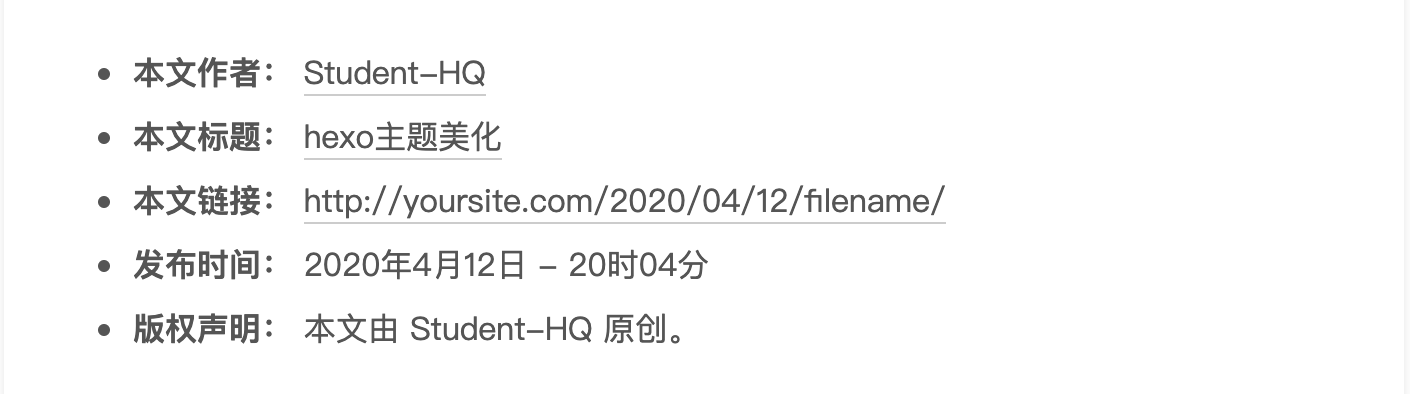 本文作者： Student-HQ
本文标题： hexo主题美化
本文链接： http://yoursite.com/2020/04/12/filename/
发布时间： 2020年4月12日 - 20时04分
版权声明： 本文由 Student-HQ 原创。